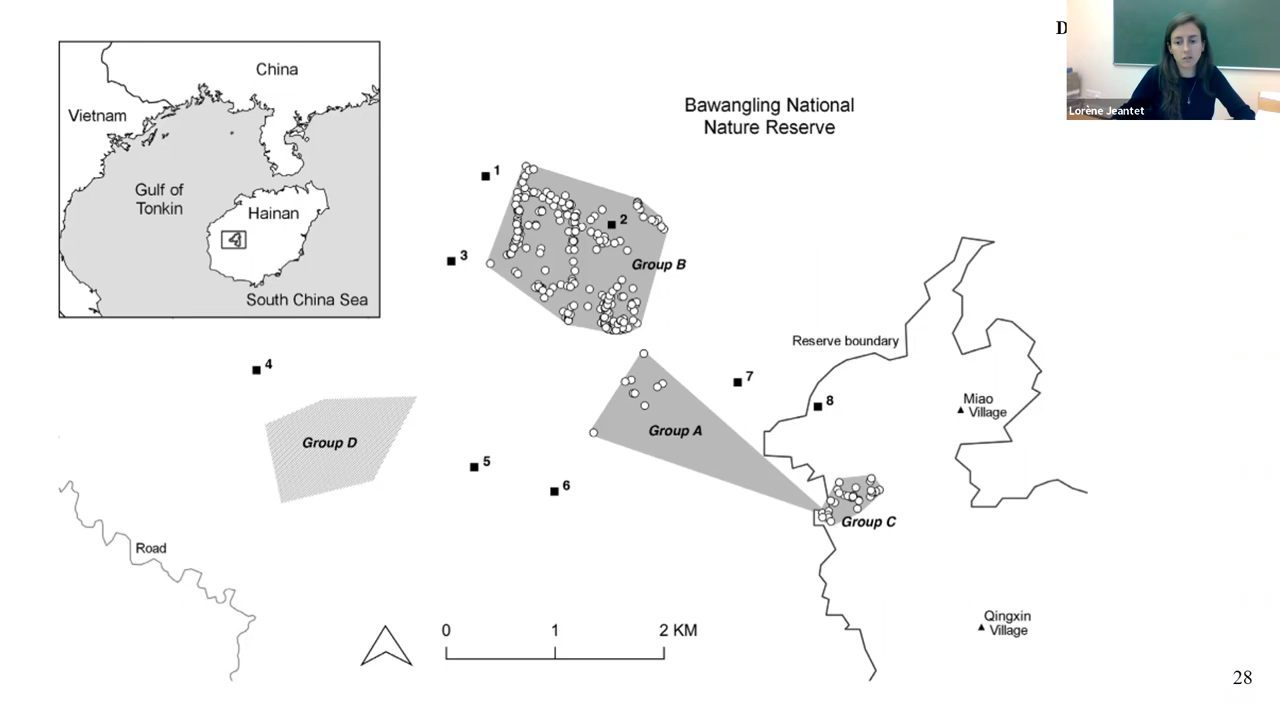 D
Lorène Jeantet
China
Vietnam
Gulf of
Tonkin
Hainan
South China Sea
Bawangling National
Nature Reserve
1
2
3
Group B
Reserve boundary
4
7
8
Miao
Village
Group D
Group A
5
6
Group C
Road
Qingxin
Village
0 1 2 KM
28